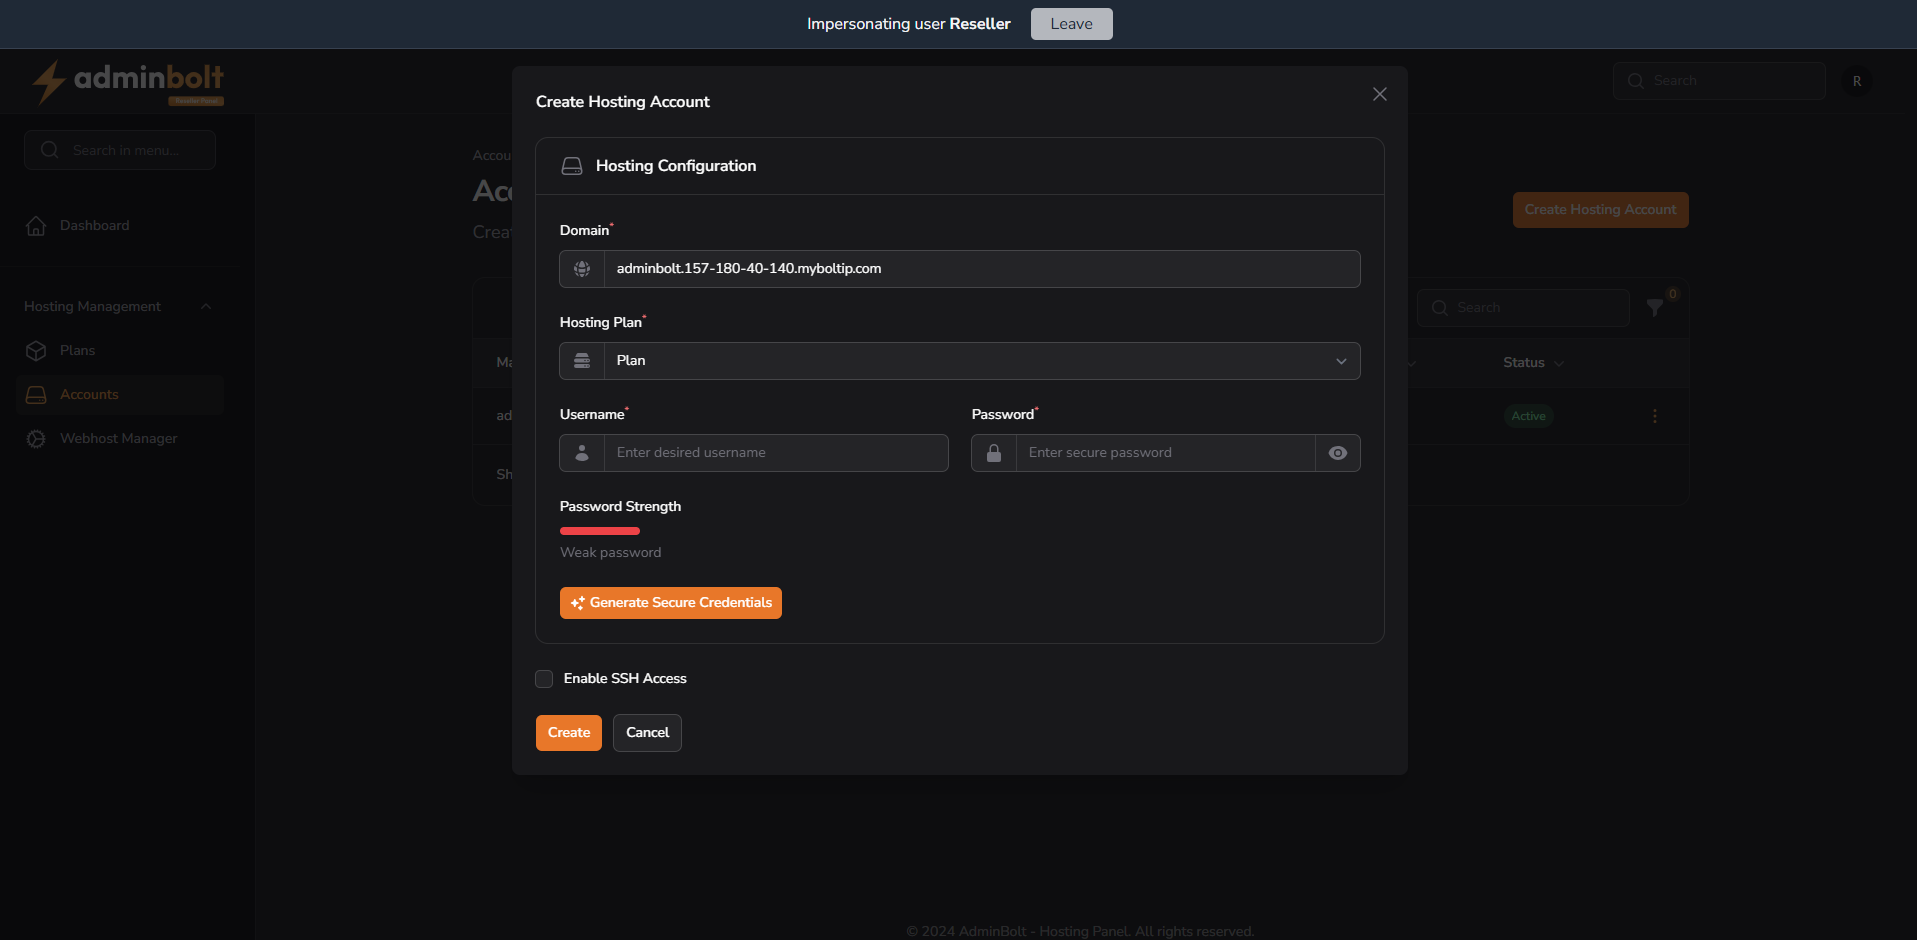 Impersonating user Reseller
Leave
adminbolt
Reseller Panel
Search
R
Create Hosting Account
Search in menu...
Dashboard
Hosting Management
Plans
Accounts
Webhost Manager
Accou
Acc
Creat
Create Hosting Account
Search
0
Ma
Status
ad
Active
Sh
Hosting Configuration
Domain*
adminbolt.157-180-40-140.myboltip.com
Hosting Plan*
Plan
Username*
Password*
Enter desired username
Enter secure password
Password Strength
Weak password
Generate Secure Credentials
Enable SSH Access
Create
Cancel
© 2024 AdminBolt - Hosting Panel. All rights reserved.